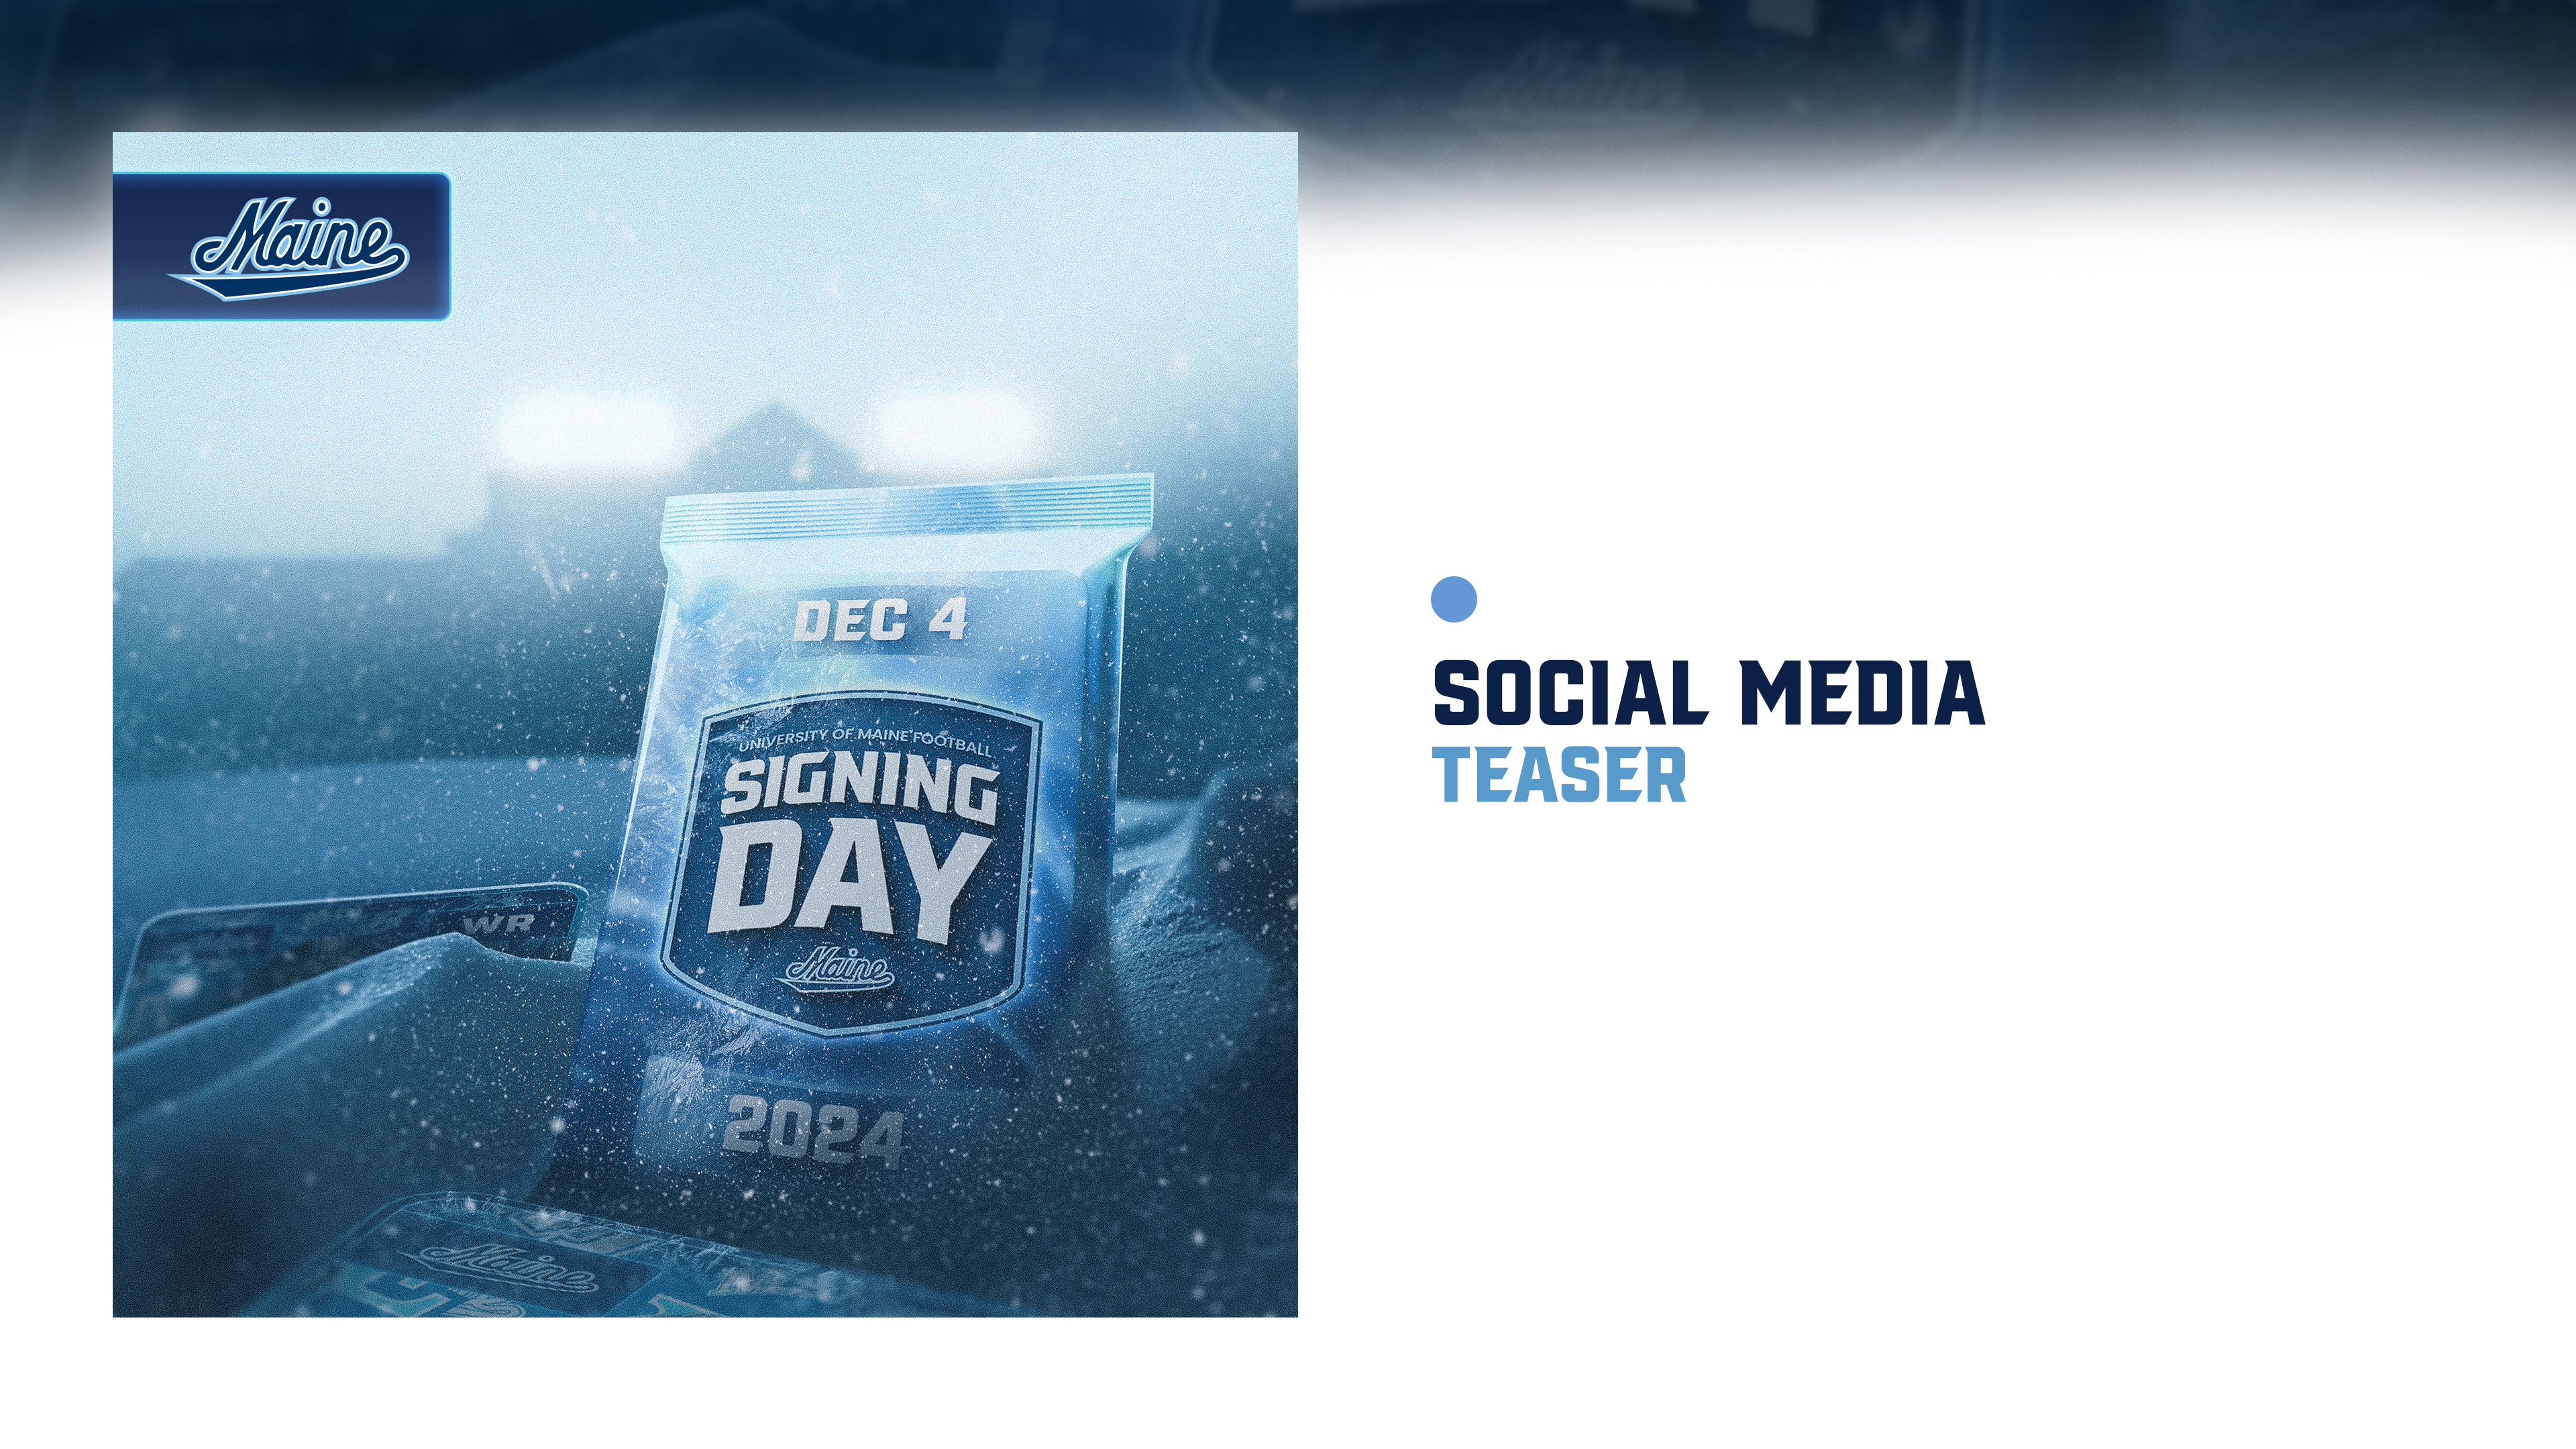 Maine
DEC 4
UNIVERSITY OF MAINE FOOTBALL
SIGNING
DAY
Maine
2024
WR
Maine
SOCIAL MEDIA
TEASER